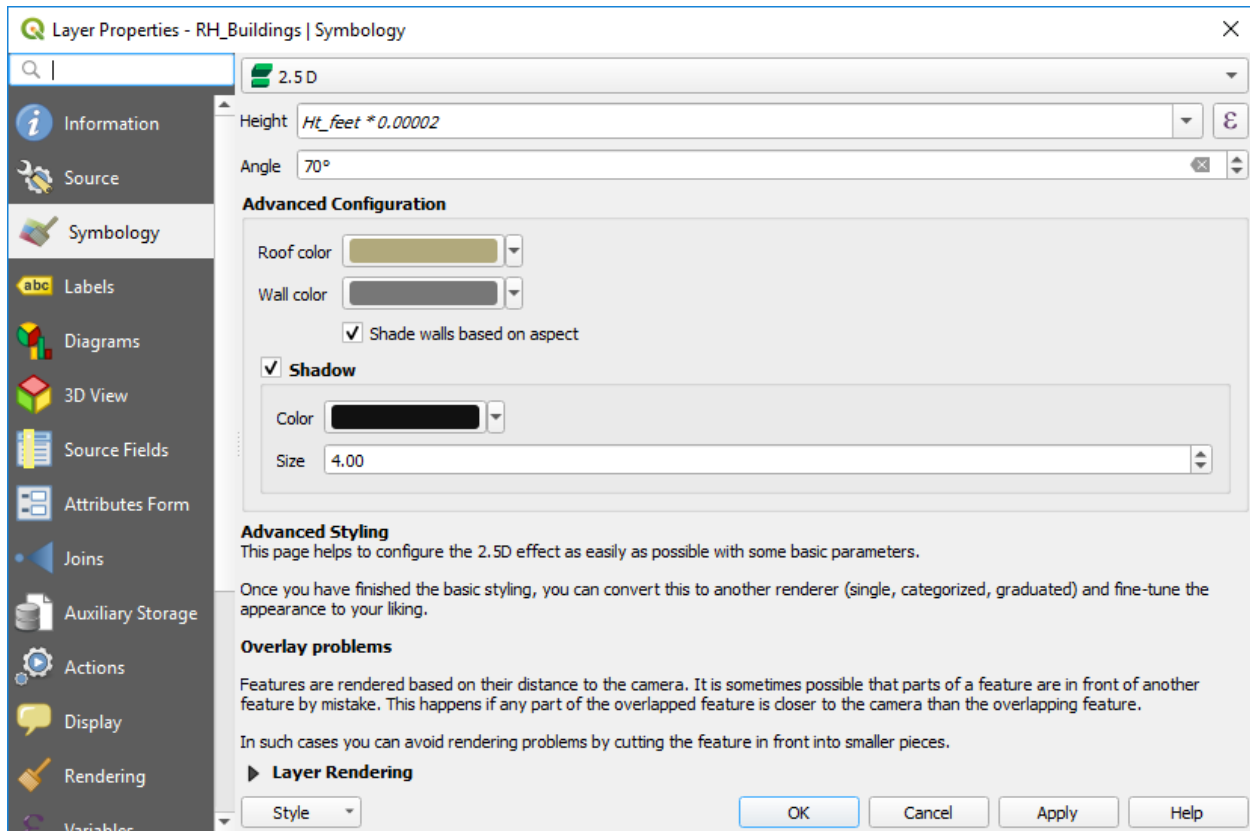 Layer Properties - RH_Buildings | Symbology
2.5 D
Information
Height Ht_feet * 0.00002 ε
Source
Angle 70°
Symbology
Advanced Configuration
Roof color
abc Labels
Wall color
Diagrams
Shade walls based on aspect
Shadow
3D View
Color
Source Fields
Size 4.00
Attributes Form
Advanced Styling
This page helps to configure the 2.5D effect as easily as possible with some basic parameters.
Joins
Once you have finished the basic styling, you can convert this to another renderer (single, categorized, graduated) and fine-tune the
appearance to your liking.
Auxiliary Storage
Overlay problems
Actions
Features are rendered based on their distance to the camera. It is sometimes possible that parts of a feature are in front of another
feature by mistake. This happens if any part of the overlapped feature is closer to the camera than the overlapping feature.
Display
In such cases you can avoid rendering problems by cutting the feature in front into smaller pieces.
Rendering
Layer Rendering
Variables
Style
OK
Cancel
Apply
Help